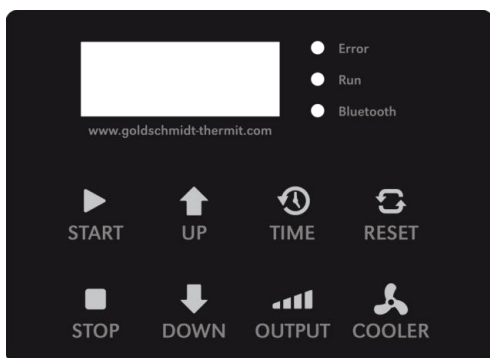 Error
Run
Bluetooth
www.goldschmidt-thermit.com
START UP TIME RESET
STOP DOWN OUTPUT COOLER